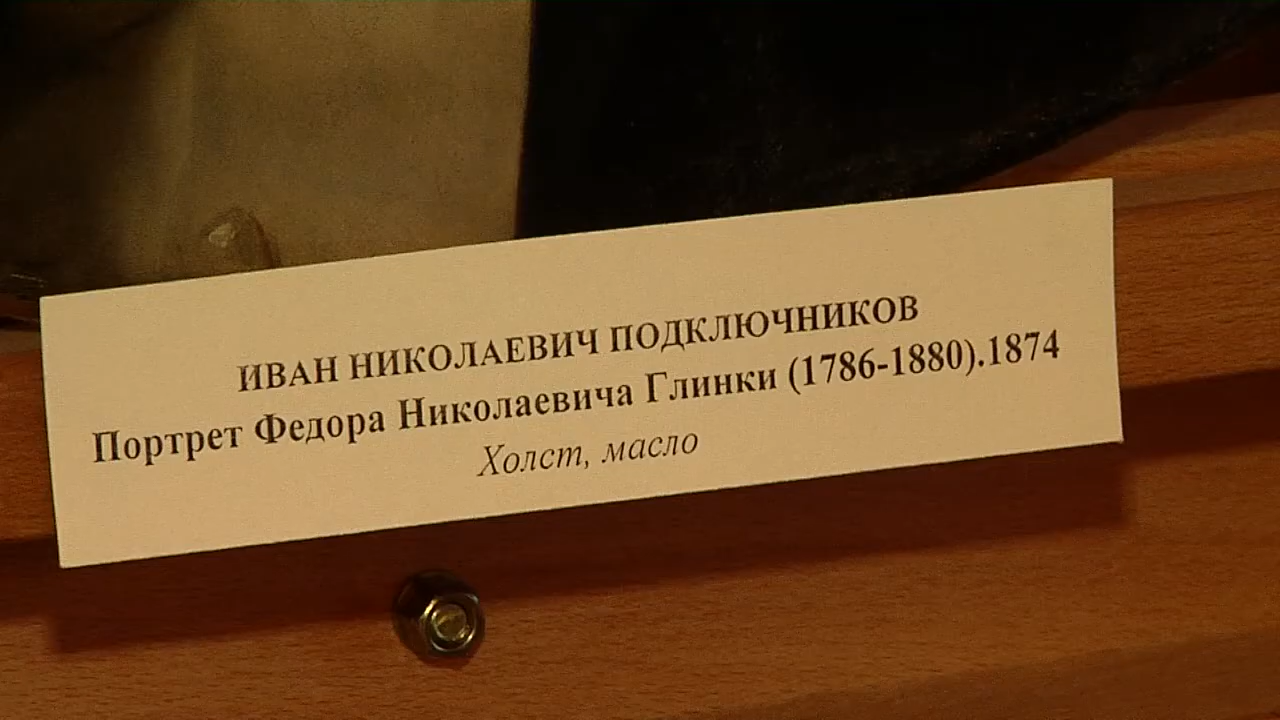 ИВАН НИКОЛАЕВИЧ ПОДКЛЮЧНИКОВ
Портрет Федора Николаевича Глинки (1786-1880).1874
Холст, масло